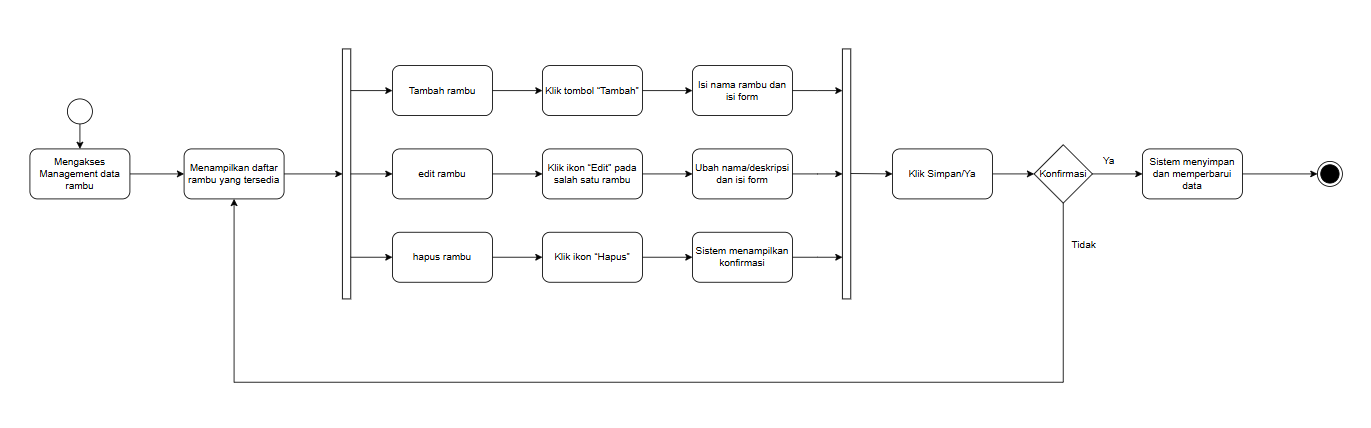 Mengakses
Management data
rambu
Menampilkan daftar
rambu yang tersedia
Tambah rambu
Klik tombol "Tambah"
Isi nama rambu dan
isi form
edit rambu
Klik ikon "Edit" pada
salah satu rambu
Ubah nama/deskripsi
dan isi form
hapus rambu
Klik ikon "Hapus"
Sistem menampilkan
konfirmasi
Klik Simpan/Ya
Konfirmasi
Ya
Tidak
Sistem menyimpan
dan memperbarui
data